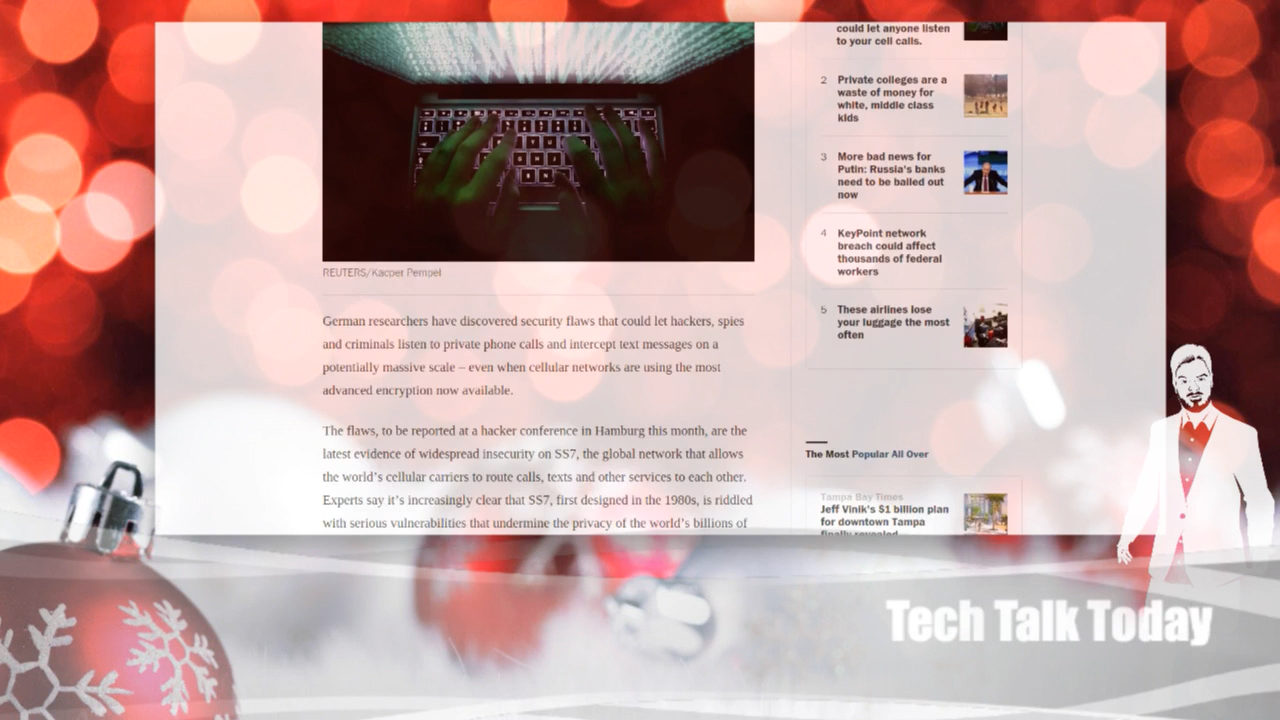 REUTERS/Kacper Pempel
German researchers have discovered security flaws that could let hackers, spies
and criminals listen to private phone calls and intercept text messages on a
potentially massive scale – even when cellular networks are using the most
advanced encryption now available.
The flaws, to be reported at a hacker conference in Hamburg this month, are the
latest evidence of widespread insecurity on SS7, the global network that allows
the world’s cellular carriers to route calls, texts and other services to each other.
Experts say it’s increasingly clear that SS7, first designed in the 1980s, is riddled
with serious vulnerabilities that undermine the privacy of the world’s billions of
could let anyone listen
to your cell calls.
2 Private colleges are a
waste of money for
white, middle class
kids
3 More bad news for
Putin: Russia's banks
need to be bailed out
now
4 KeyPoint network
breach could affect
thousands of federal
workers
5 These airlines lose
your luggage the most
often
The Most Popular All Over
Tampa Bay Times
Jeff Vinik's $1 billion plan
for downtown Tampa
finally revealed
Tech Talk Today